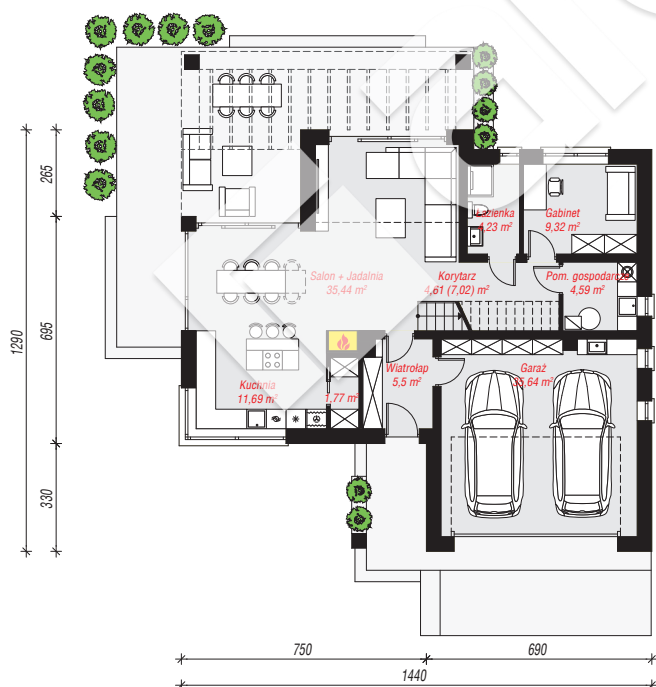 Łazienka
4,23 m²
Gabinet
9,32 m²
Salon + Jadalnia
35,44 m²
Korytarz
4,61 (7,02) m²
Pom. gospodarcze
4,59 m²
Kuchnia
11,69 m²
1,77 m²
Wiatrołap
5,5 m²
Garaż
35,64 m²
265
695
330
1290
750
690
1440